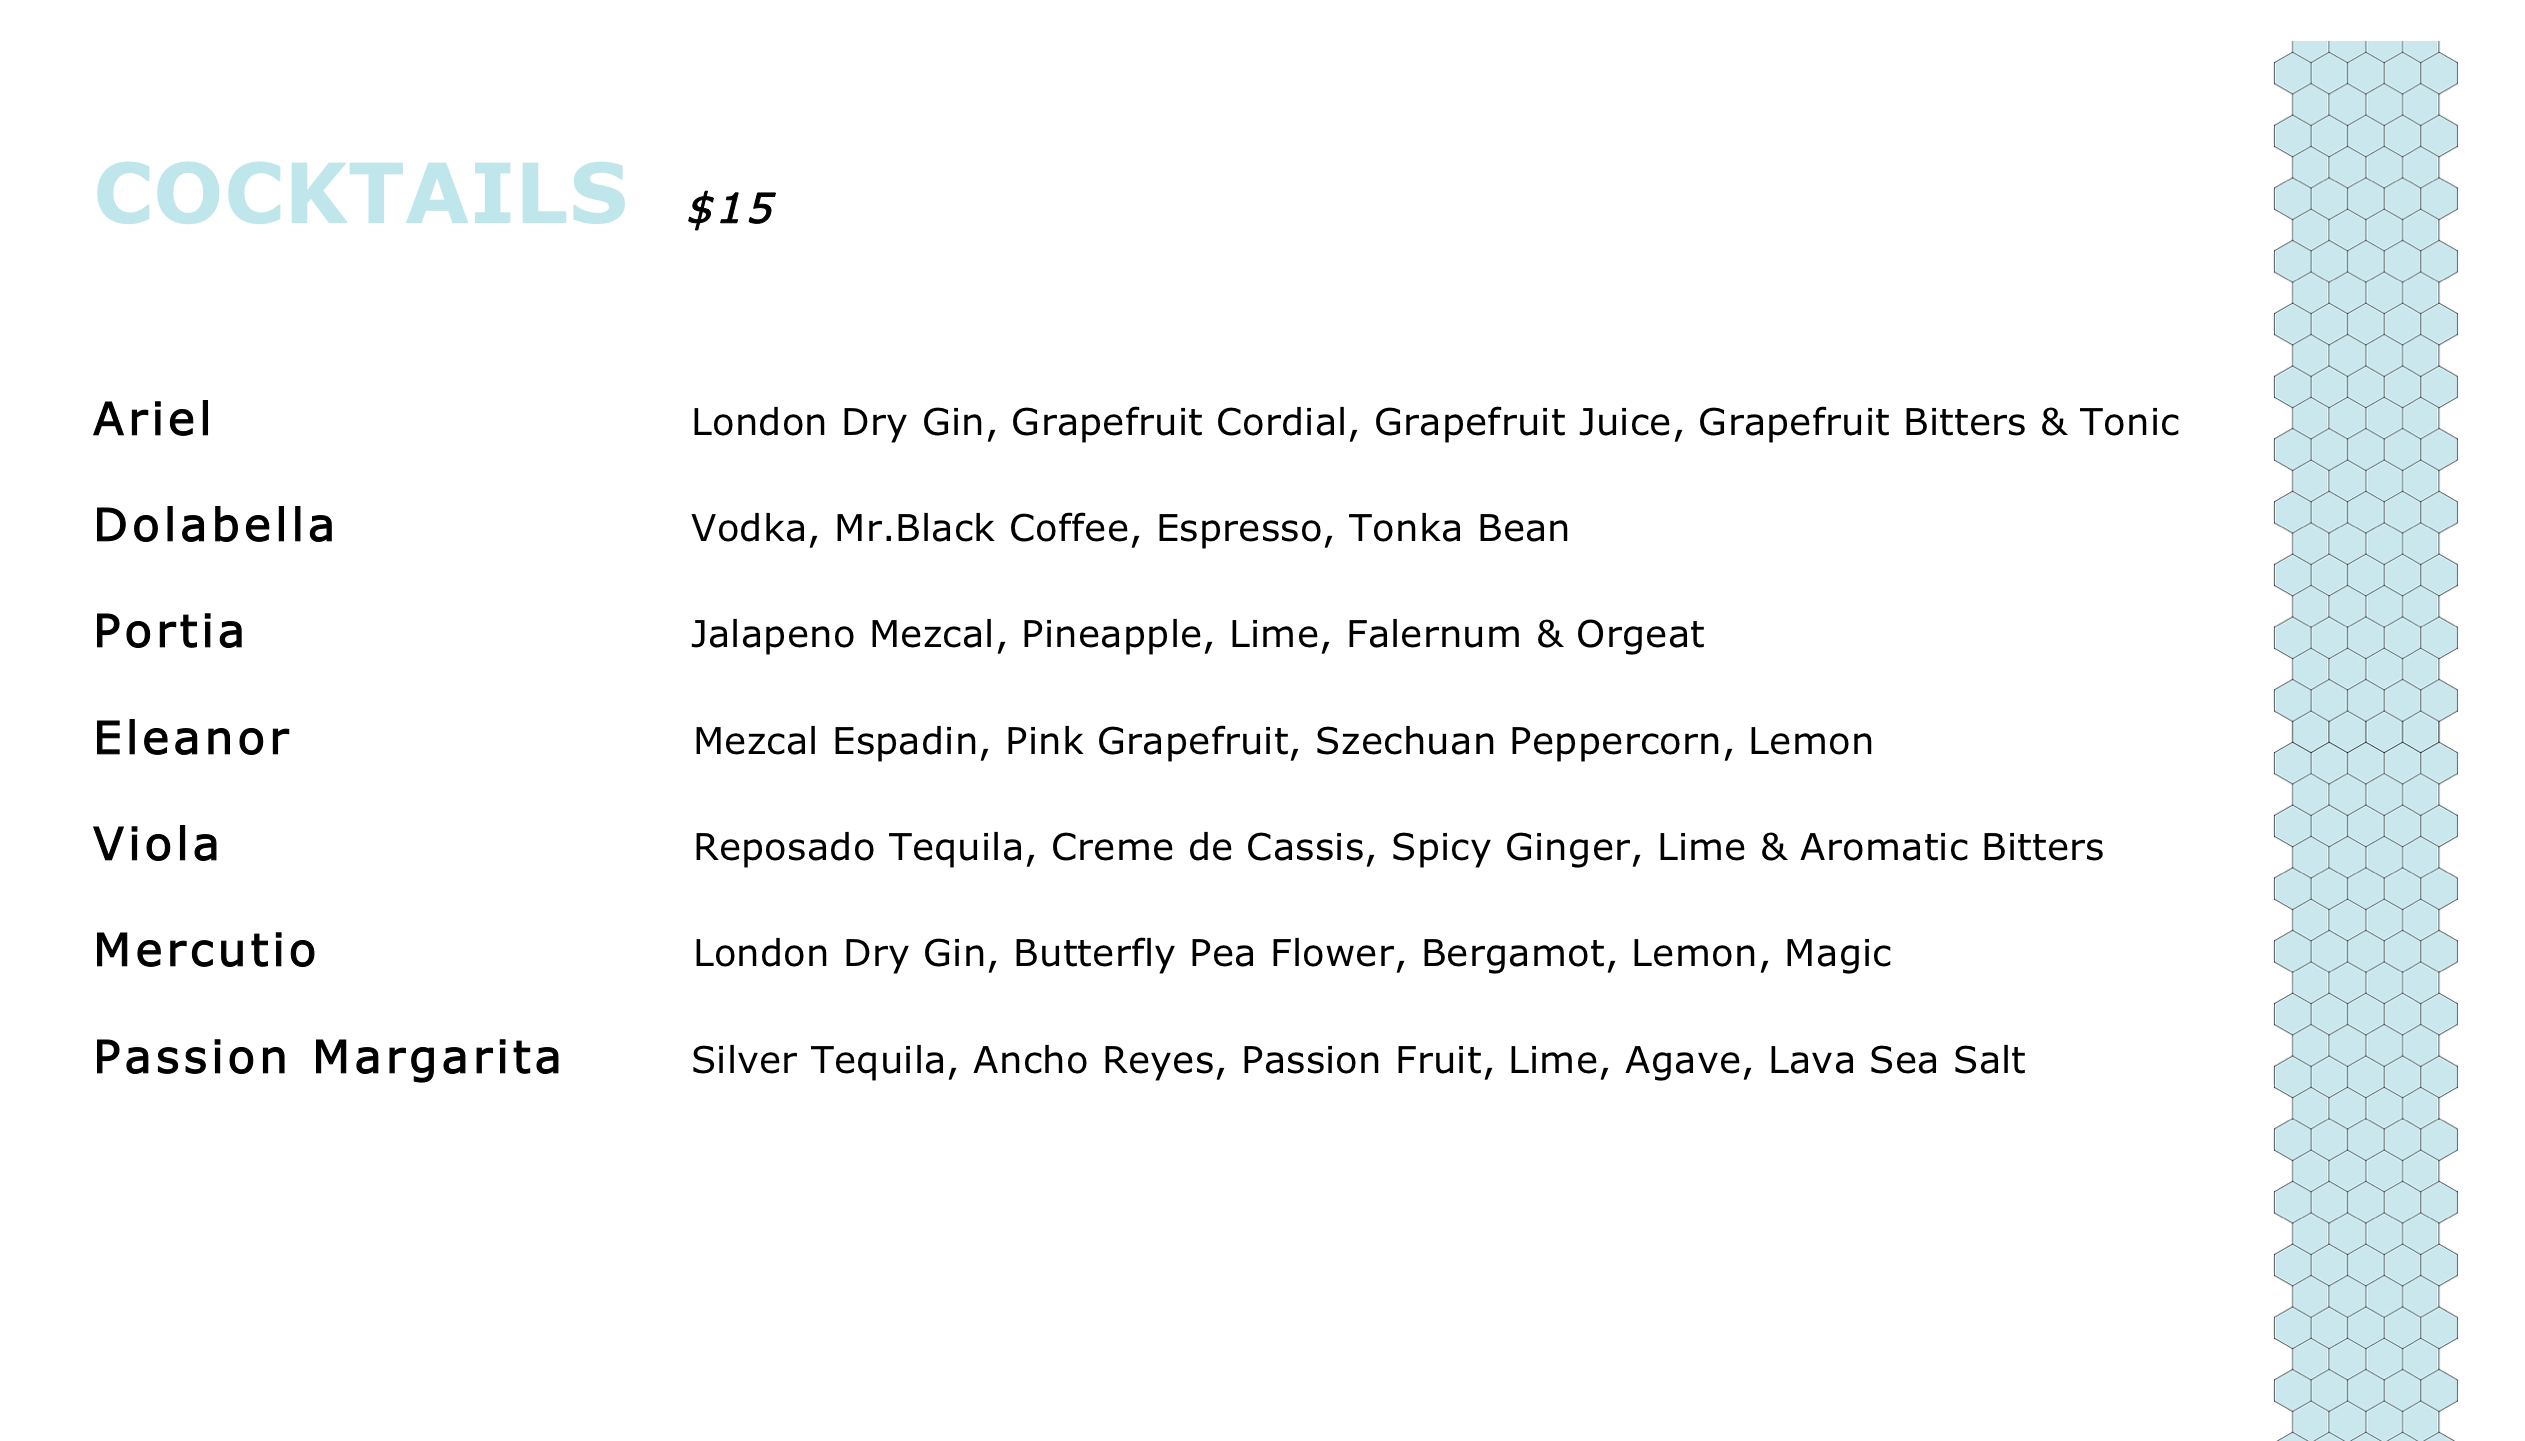 COCKTAILS $15
Ariel London Dry Gin, Grapefruit Cordial, Grapefruit Juice, Grapefruit Bitters & Tonic
Dolabella Vodka, Mr.Black Coffee, Espresso, Tonka Bean
Portia Jalapeno Mezcal, Pineapple, Lime, Falernum & Orgeat
Eleanor Mezcal Espadin, Pink Grapefruit, Szechuan Peppercorn, Lemon
Viola Reposado Tequila, Creme de Cassis, Spicy Ginger, Lime & Aromatic Bitters
Mercutio London Dry Gin, Butterfly Pea Flower, Bergamot, Lemon, Magic
Passion Margarita Silver Tequila, Ancho Reyes, Passion Fruit, Lime, Agave, Lava Sea Salt